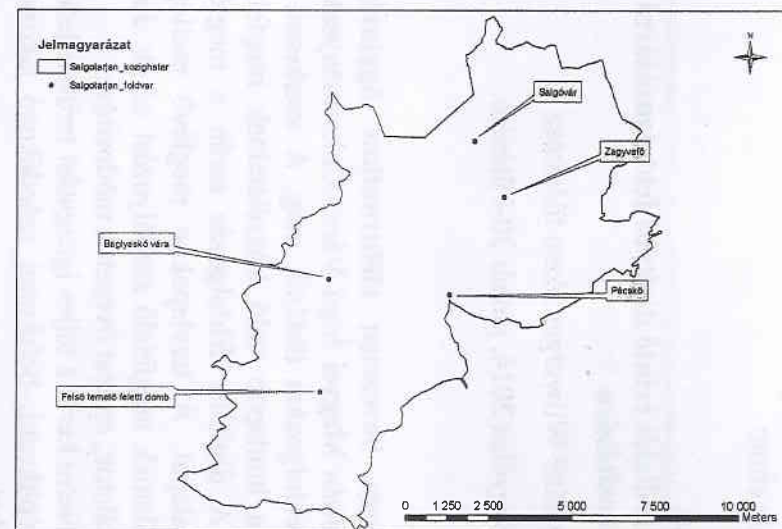 Jelmagyarázat
Salgotarjan_kozighatar
Salgotarjan_foldvar
N
Salgóvár
Zagyvafő
Baglyaskő vára
Pécskő
Felső temető feletti domb
0 1 250 2 500 5 000 7 500 10 000
Meters